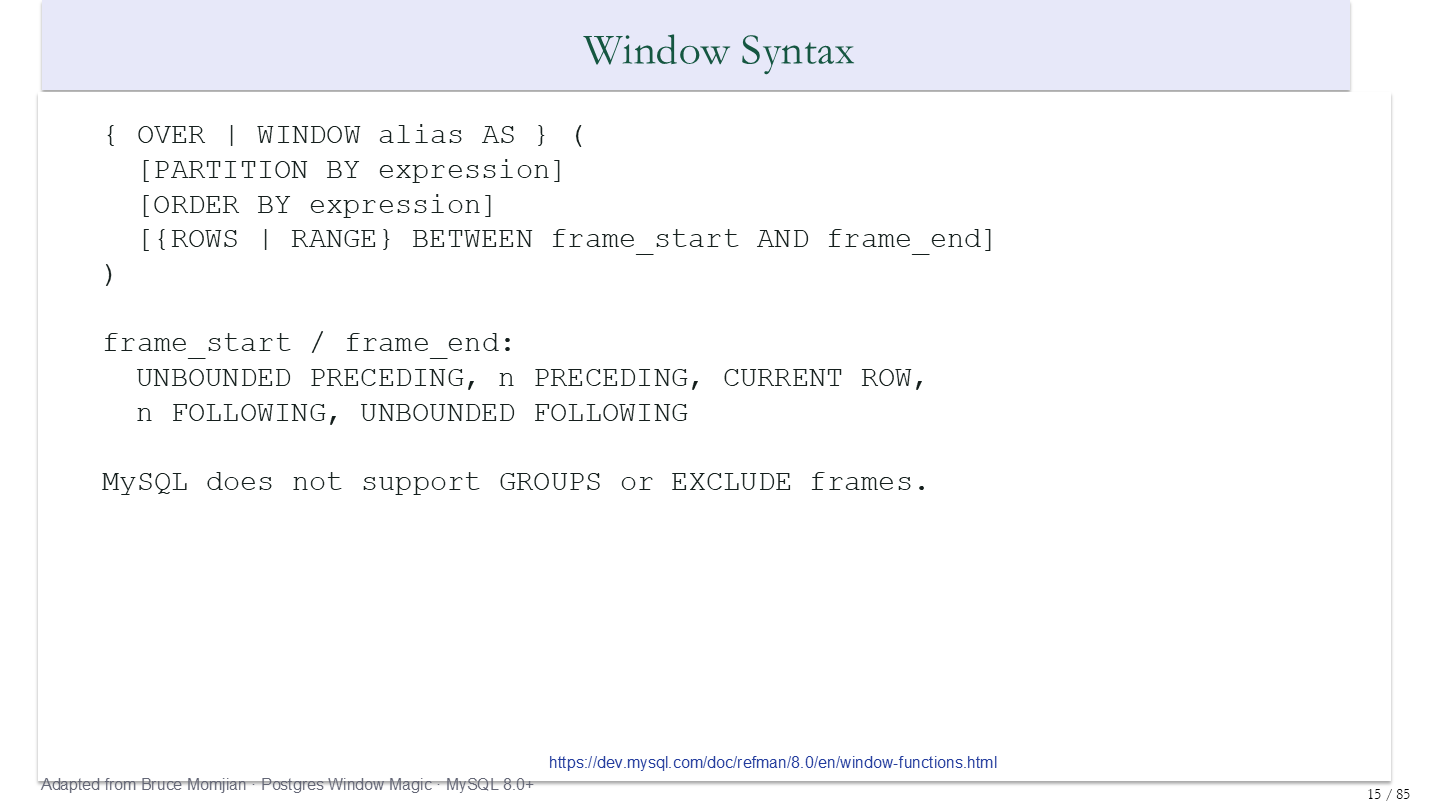 Window Syntax
{ OVER | WINDOW alias AS } (
  [PARTITION BY expression]
  [ORDER BY expression]
  [{ROWS | RANGE} BETWEEN frame_start AND frame_end]
)
frame_start / frame_end:
  UNBOUNDED PRECEDING, n PRECEDING, CURRENT ROW,
  n FOLLOWING, UNBOUNDED FOLLOWING
MySQL does not support GROUPS or EXCLUDE frames.
https://dev.mysql.com/doc/refman/8.0/en/window-functions.html
Adapted from Bruce Momjian · Postgres Window Magic · MySQL 8.0+
15 / 85